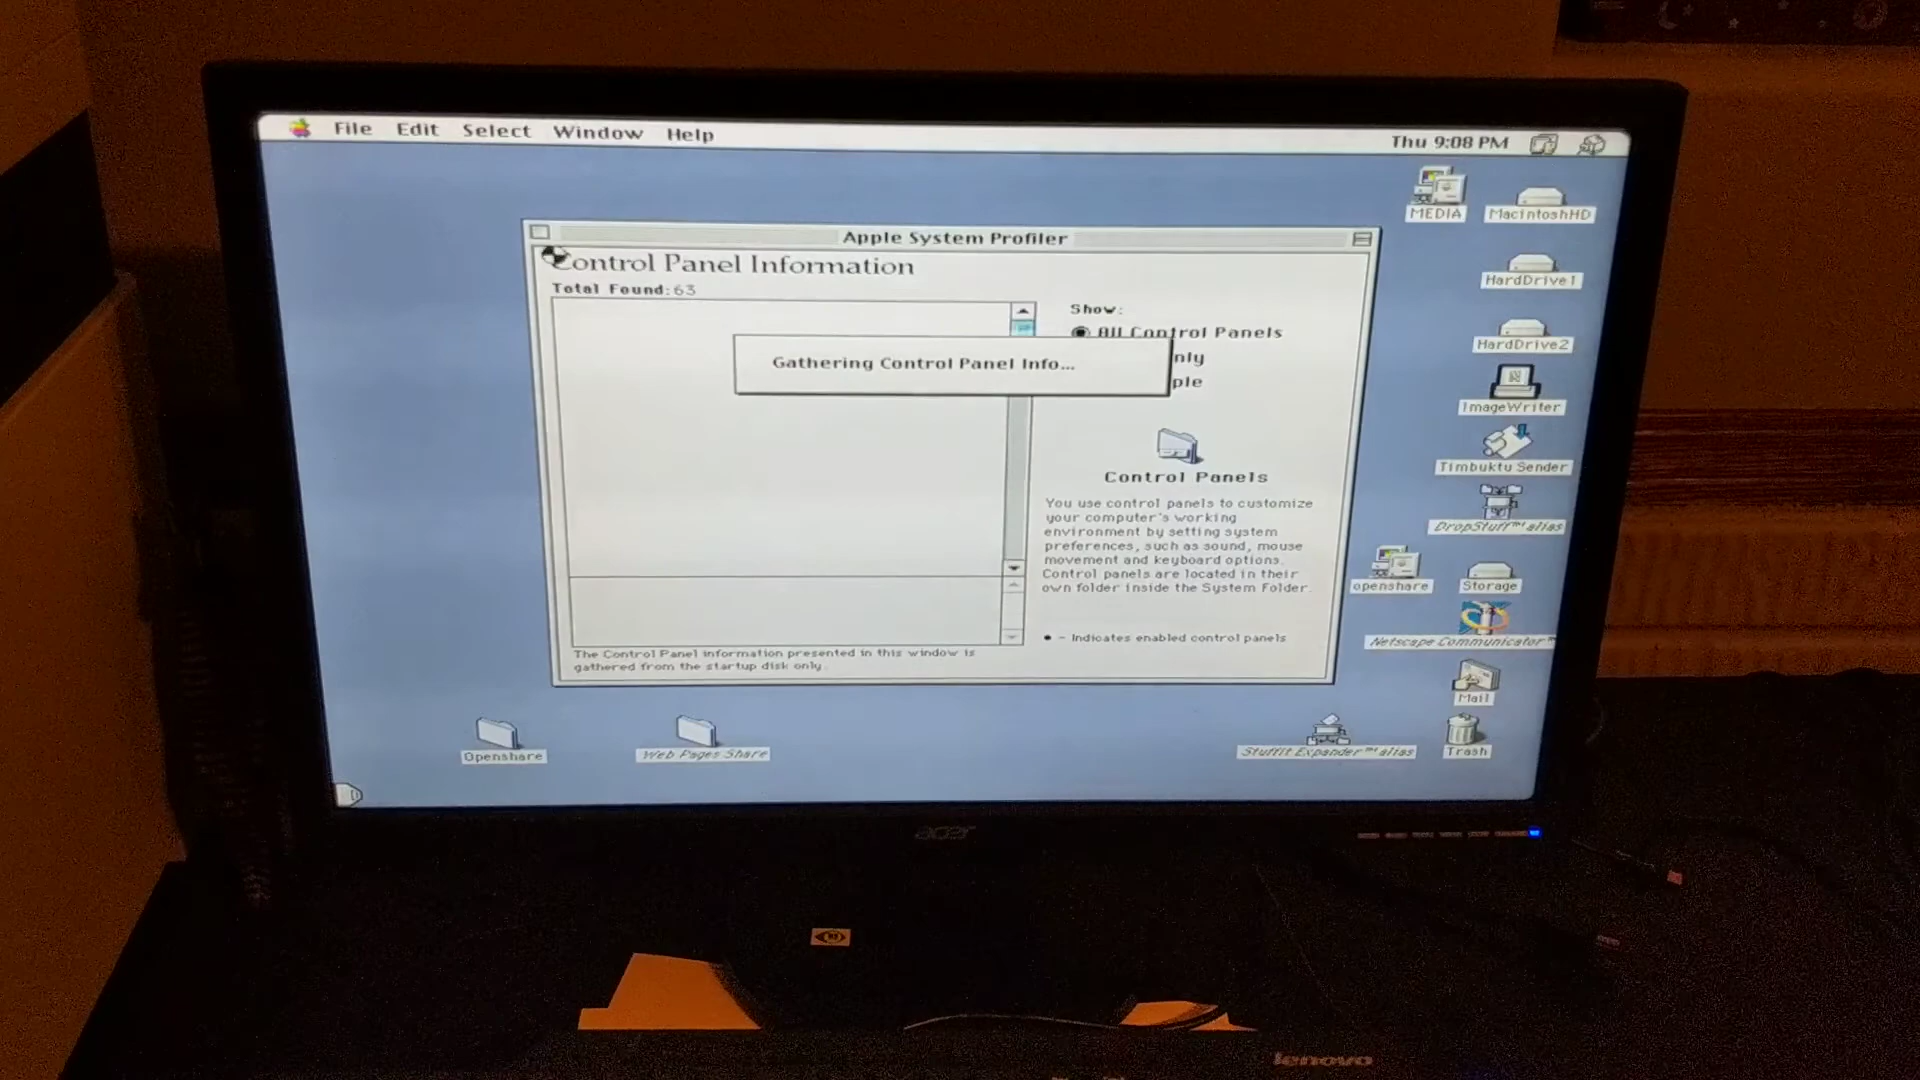 File Edit Select Window Help
Thu 9:08 PM
MEDIA
MacintoshHD
Apple System Profiler
Control Panel Information
Total Found: 63
Show:
All Control Panels
nly
ple
Gathering Control Panel Info...
Control Panels
You use control panels to customize
your computer's working
environment by setting system
preferences, such as sound, mouse
movement and keyboard options.
Control panels are located in their
own folder inside the System Folder.
• - Indicates enabled control panels
The Control Panel information presented in this window is
gathered from the startup disk only.
HardDrive1
HardDrive2
ImageWriter
Timbuktu Sender
DropStuff™ alias
openshare
Storage
Netscape Communicator™
Mail
Openshare
Web Pages Share
StuffIt Expander™ alias
Trash
acer
lenovo